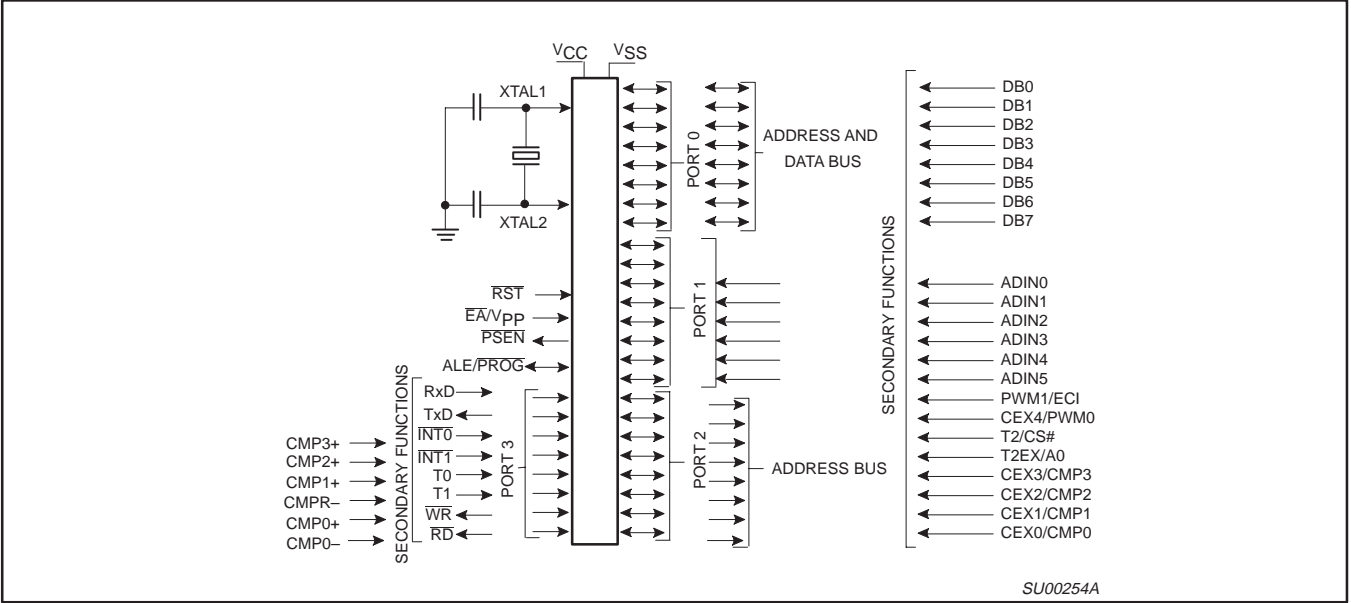 VCC
VSS
XTAL1
XTAL2
RST
EA/VPP
PSEN
ALE/PROG
SECONDARY FUNCTIONS
RxD
TxD
INT0
INT1
T0
T1
WR
RD
CMP3+
CMP2+
CMP1+
CMPR–
CMP0+
CMP0–
PORT 3
PORT 0
ADDRESS AND
DATA BUS
PORT 1
PORT 2
ADDRESS BUS
SECONDARY FUNCTIONS
DB0
DB1
DB2
DB3
DB4
DB5
DB6
DB7
ADIN0
ADIN1
ADIN2
ADIN3
ADIN4
ADIN5
PWM1/ECI
CEX4/PWM0
T2/CS#
T2EX/A0
CEX3/CMP3
CEX2/CMP2
CEX1/CMP1
CEX0/CMP0
SU00254A